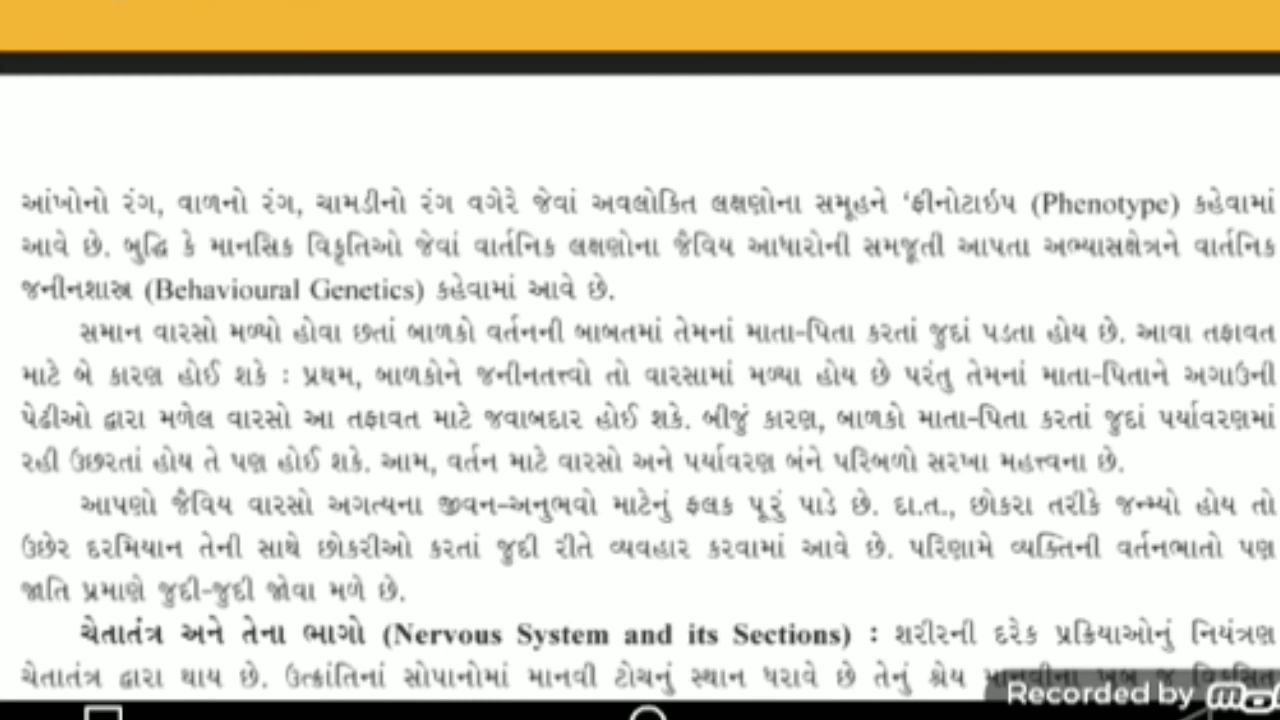 આંખોનો રંગ, વાળનો રંગ, ચામડીનો રંગ વગેરે જેવાં અવલોકિત લક્ષણોના સમૂહને ‘ફીનોટાઇપ (Phenotype) કહેવામાં
આવે છે. બુદ્ધિ કે માનસિક વિકૃતિઓ જેવાં વાર્તનિક લક્ષણોના જૈવિય આધારોની સમજૂતી આપતા અભ્યાસક્ષેત્રને વાર્તનિક
જનીનશાસ્ત્ર (Behavioural Genetics) કહેવામાં આવે છે.
સમાન વારસો મળ્યો હોવા છતાં બાળકો વર્તનની બાબતમાં તેમનાં માતા-પિતા કરતાં જુદાં પડતા હોય છે. આવા તફાવત
માટે બે કારણ હોઈ શકે : પ્રથમ, બાળકોને જનીનતત્ત્વો તો વારસામાં મળ્યા હોય છે પરંતુ તેમનાં માતા-પિતાને અગાઉની
પેઢીઓ દ્વારા મળેલ વારસો આ તફાવત માટે જવાબદાર હોઈ શકે. બીજું કારણ, બાળકો માતા-પિતા કરતાં જુદાં પર્યાવરણમાં
રહી ઉછરતાં હોય તે પણ હોઈ શકે. આમ, વર્તન માટે વારસો અને પર્યાવરણ બંને પરિબળો સરખા મહત્ત્વના છે.
આપણો જૈવિય વારસો અગત્યના જીવન-અનુભવો માટેનું ફલક પૂરું પાડે છે. દા.ત., છોકરા તરીકે જન્મ્યો હોય તો
ઉછેર દરમિયાન તેની સાથે છોકરીઓ કરતાં જુદી રીતે વ્યવહાર કરવામાં આવે છે. પરિણામે વ્યક્તિની વર્તનભાતો પણ
જાતિ પ્રમાણે જુદી-જુદી જોવા મળે છે.
ચેતાતંત્ર અને તેના ભાગો (Nervous System and its Sections) : શરીરની દરેક પ્રક્રિયાઓનું નિયંત્રણ
ચેતાતંત્ર દ્વારા થાય છે. ઉત્ક્રાંતિનાં સોપાનોમાં માનવી ટોચનું સ્થાન ધરાવે છે તેનું શ્રેય માનવીના ખૂબ જ વિકસિત
Recorded by